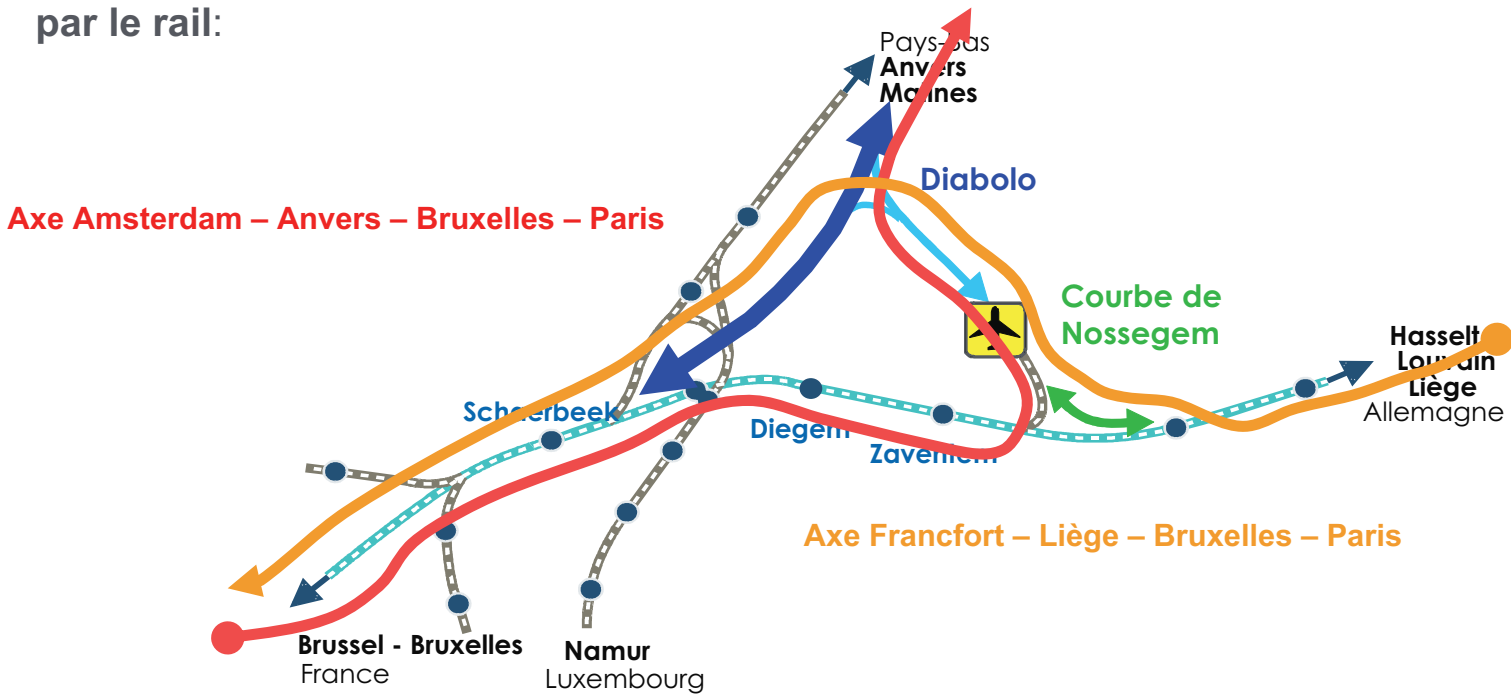 par le rail:
Pays-Bas
Anvers
Malines
Diabolo
Axe Amsterdam – Anvers – Bruxelles – Paris
Courbe de
Nossegem
Hasselt
Louvain
Liège
Allemagne
Schaerbeek
Diegem
Zaventem
Axe Francfort – Liège – Bruxelles – Paris
Brussel - Bruxelles
France
Namur
Luxembourg